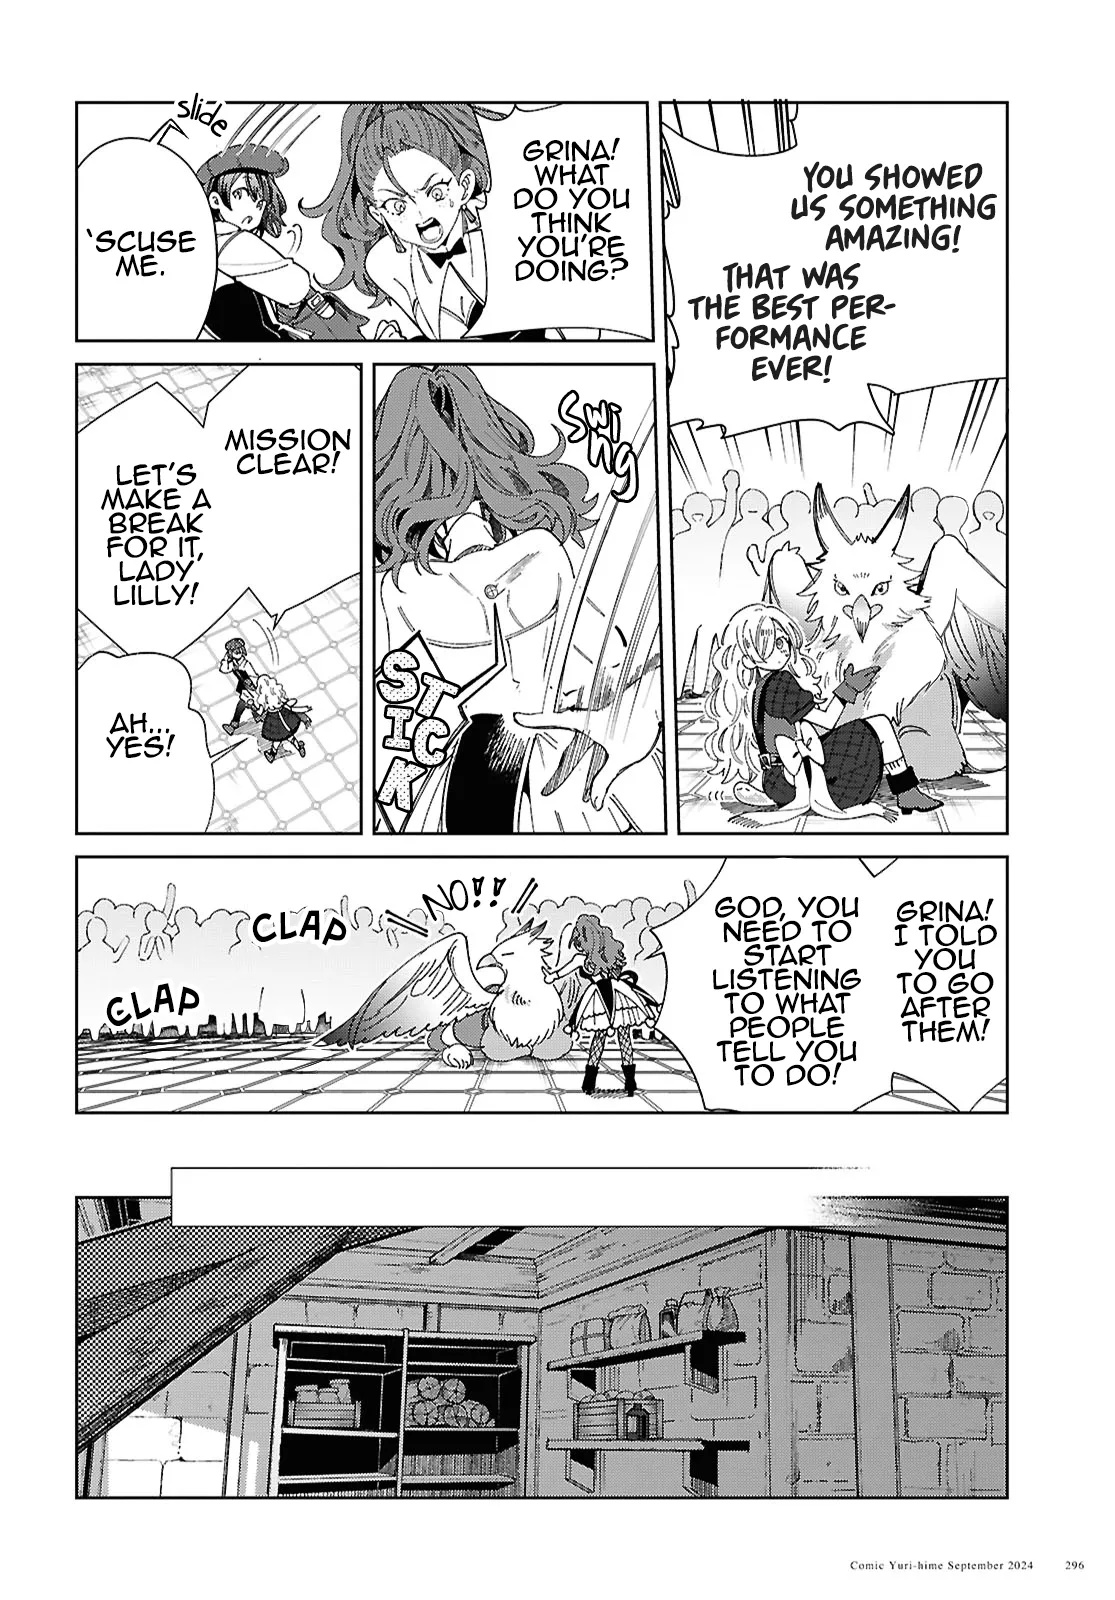 YOU SHOWED
US SOMETHING
AMAZING!
THAT WAS
THE BEST PER-
FORMANCE
EVER!
GRINA!
WHAT
DO YOU
THINK
YOU'RE
DOING?
slide
'SCUSE
ME.
Swing
STICK
STICK
MISSION
CLEAR!
LET'S
MAKE A
BREAK
FOR IT,
LADY
LILLY!
AH...
YES!
GRINA!
I TOLD
YOU
TO GO
AFTER
THEM!
GOD, YOU
NEED TO
START
LISTENING
TO WHAT
PEOPLE
TELL YOU
TO DO!
NO!!
CLAP
CLAP
Comic Yuri-hime September 2024 296